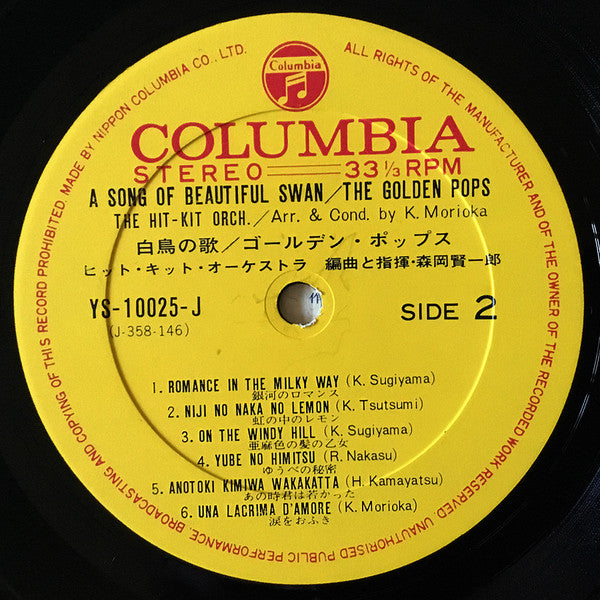 MADE BY NIPPON COLUMBIA CO., LTD.
ALL RIGHTS OF THE MANUFACTURER AND OF THE OWNER OF THE RECORDED WORK RESERVED. UNAUTHORISED PUBLIC PERFORMANCE, BROADCASTING AND COPYING OF THIS RECORD PROHIBITED.
Columbia
COLUMBIA
STEREO 33 1/3 RPM
A SONG OF BEAUTIFUL SWAN/THE GOLDEN POPS
THE HIT-KIT ORCH./Arr. & Cond. by K. Morioka
白鳥の歌/ゴールデン・ポップス
ヒット・キット・オーケストラ 編曲と指揮・森岡賢一郎
YS-10025-J
(J-358-146)
SIDE 2
1. ROMANCE IN THE MILKY WAY (K. Sugiyama)
銀河のロマンス
2. NIJI NO NAKA NO LEMON (K. Tsutsumi)
虹の中のレモン
3. ON THE WINDY HILL (K. Sugiyama)
亜麻色の髪の乙女
4. YUBE NO HIMITSU (R. Nakasu)
ゆうべの秘密
5. ANOTOKI KIMIWA WAKAKATTA (H. Kamayatsu)
あの時君は若かった
6. UNA LACRIMA D'AMORE (K. Morioka)
涙をおふき